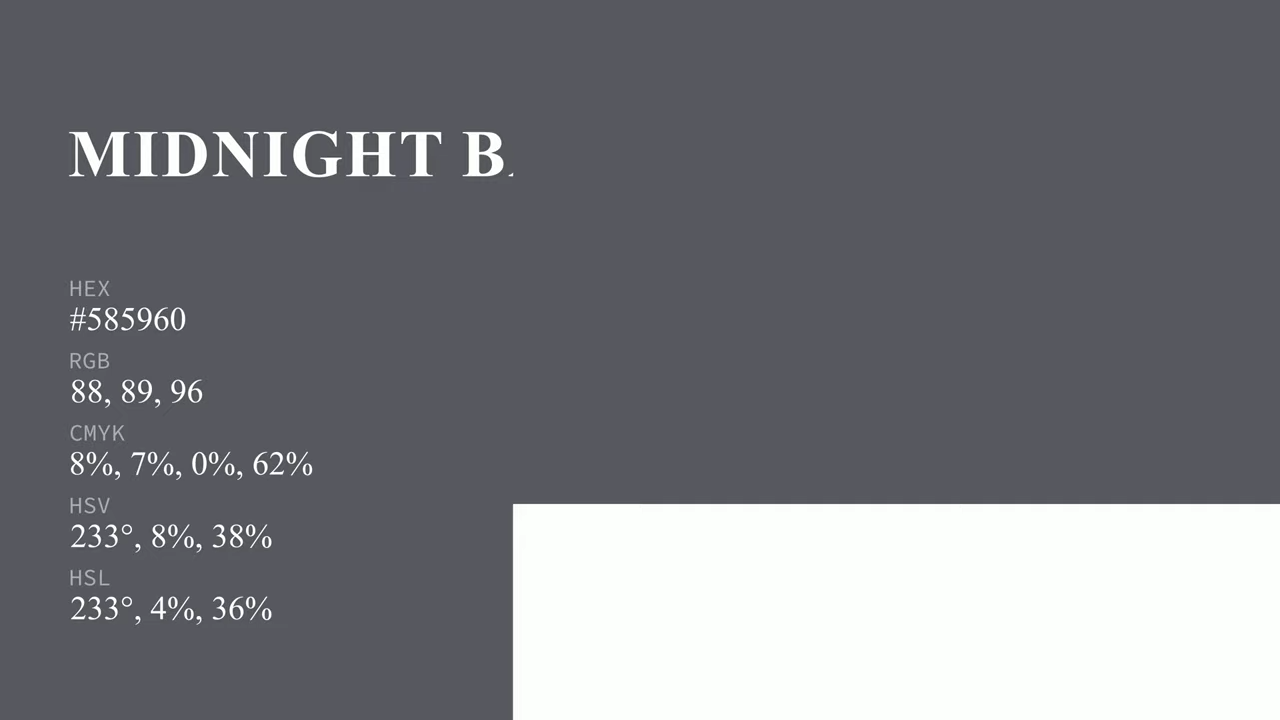 MIDNIGHT B
HEX
#585960
RGB
88, 89, 96
CMYK
8%, 7%, 0%, 62%
HSV
233°, 8%, 38%
HSL
233°, 4%, 36%